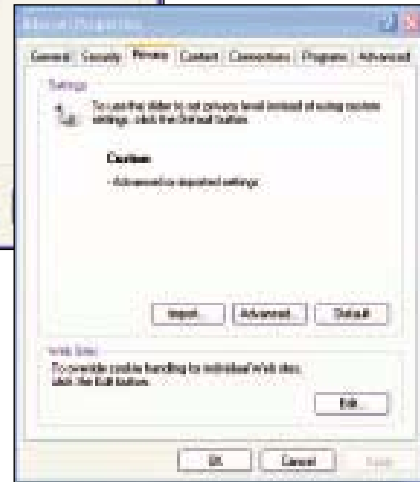 Internet Properties
General Security Privacy Content Connections Programs Advanced
Settings
To use the slider to set privacy level instead of using custom
settings, click the Default button.
Custom
- Advanced or imported settings
Import... Advanced... Default
Web Sites
To override cookie handling for individual Web sites,
click the Edit button.
Edit...
OK Cancel Apply